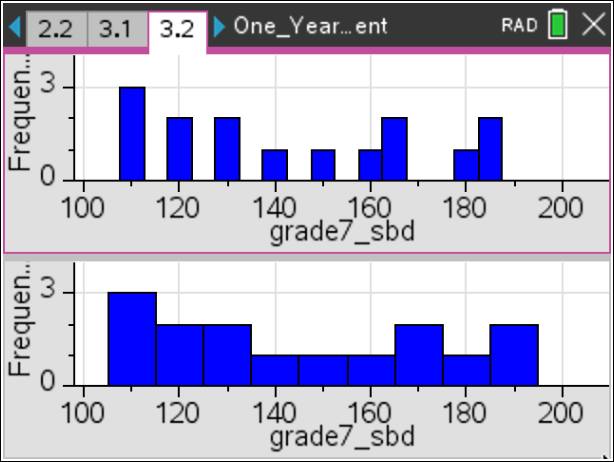 2.2 3.1 3.2 One_Year...ent RAD
Frequen...
3
0
100 120 140 160 180 200
grade7_sbd
Frequen...
3
0
100 120 140 160 180 200
grade7_sbd